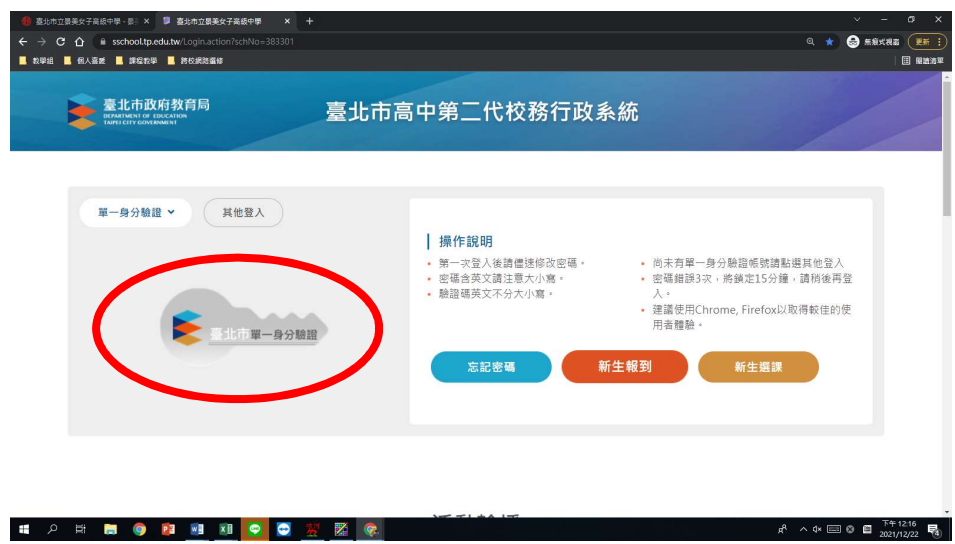 臺北市立景美女子高級中學 - 
臺北市立景美女子高級中學
sschool.tp.edu.tw/Login.action?schNo=383301
無痕式視窗
更新
教學組
個人喜愛
課程教學
跨校網路選修
閱讀清單
臺北市政府教育局
DEPARTMENT OF EDUCATION
TAIPEI CITY GOVERNMENT
臺北市高中第二代校務行政系統
單一身分驗證
其他登入
臺北市單一身分驗證
操作說明
• 第一次登入後請儘速修改密碼。
• 密碼含英文請注意大小寫。
• 驗證碼英文不分大小寫。
• 尚未有單一身分驗證帳號請點選其他登入
• 密碼錯誤3次，將鎖定15分鐘，請稍後再登
入。
• 建議使用Chrome, Firefox以取得較佳的使
用者體驗。
忘記密碼
新生報到
新生選課
下午 12:16
2021/12/22